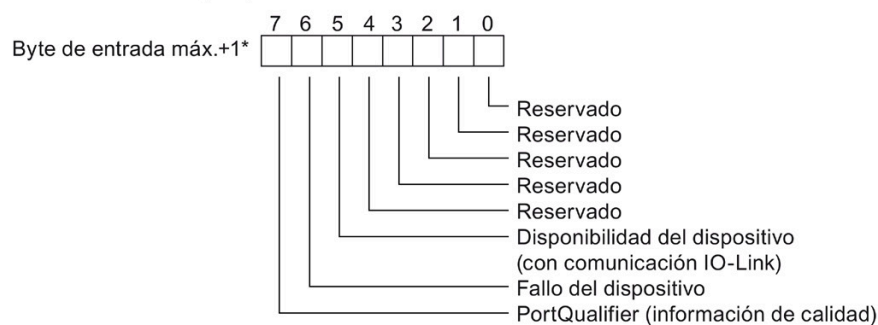 7 6 5 4 3 2 1 0
Byte de entrada máx.+1*
Reservado
Reservado
Reservado
Reservado
Reservado
Disponibilidad del dispositivo
(con comunicación IO-Link)
Fallo del dispositivo
PortQualifier (información de calidad)